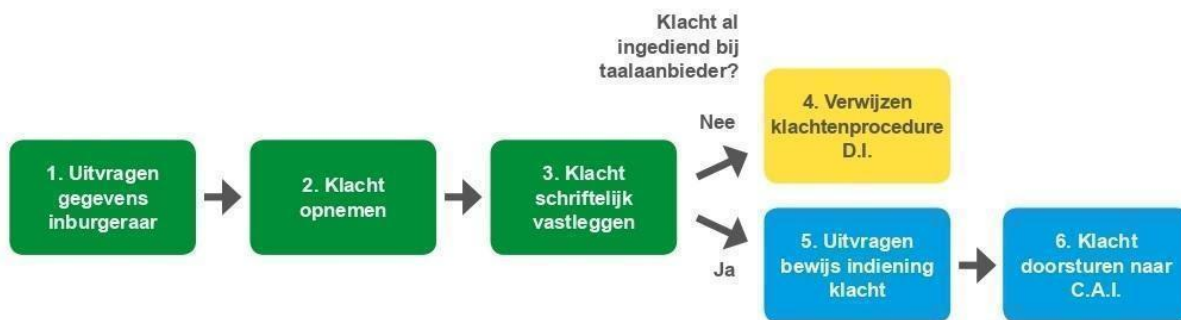 Klacht al
ingediend bij
taalaanbieder?
1. Uitvragen
gegevens
inburgeraar
2. Klacht
opnemen
3. Klacht
schriftelijk
vastleggen
Nee
4. Verwijzen
klachtenprocedure
D.I.
Ja
5. Uitvragen
bewijs indiening
klacht
6. Klacht
doorsturen naar
C.A.I.